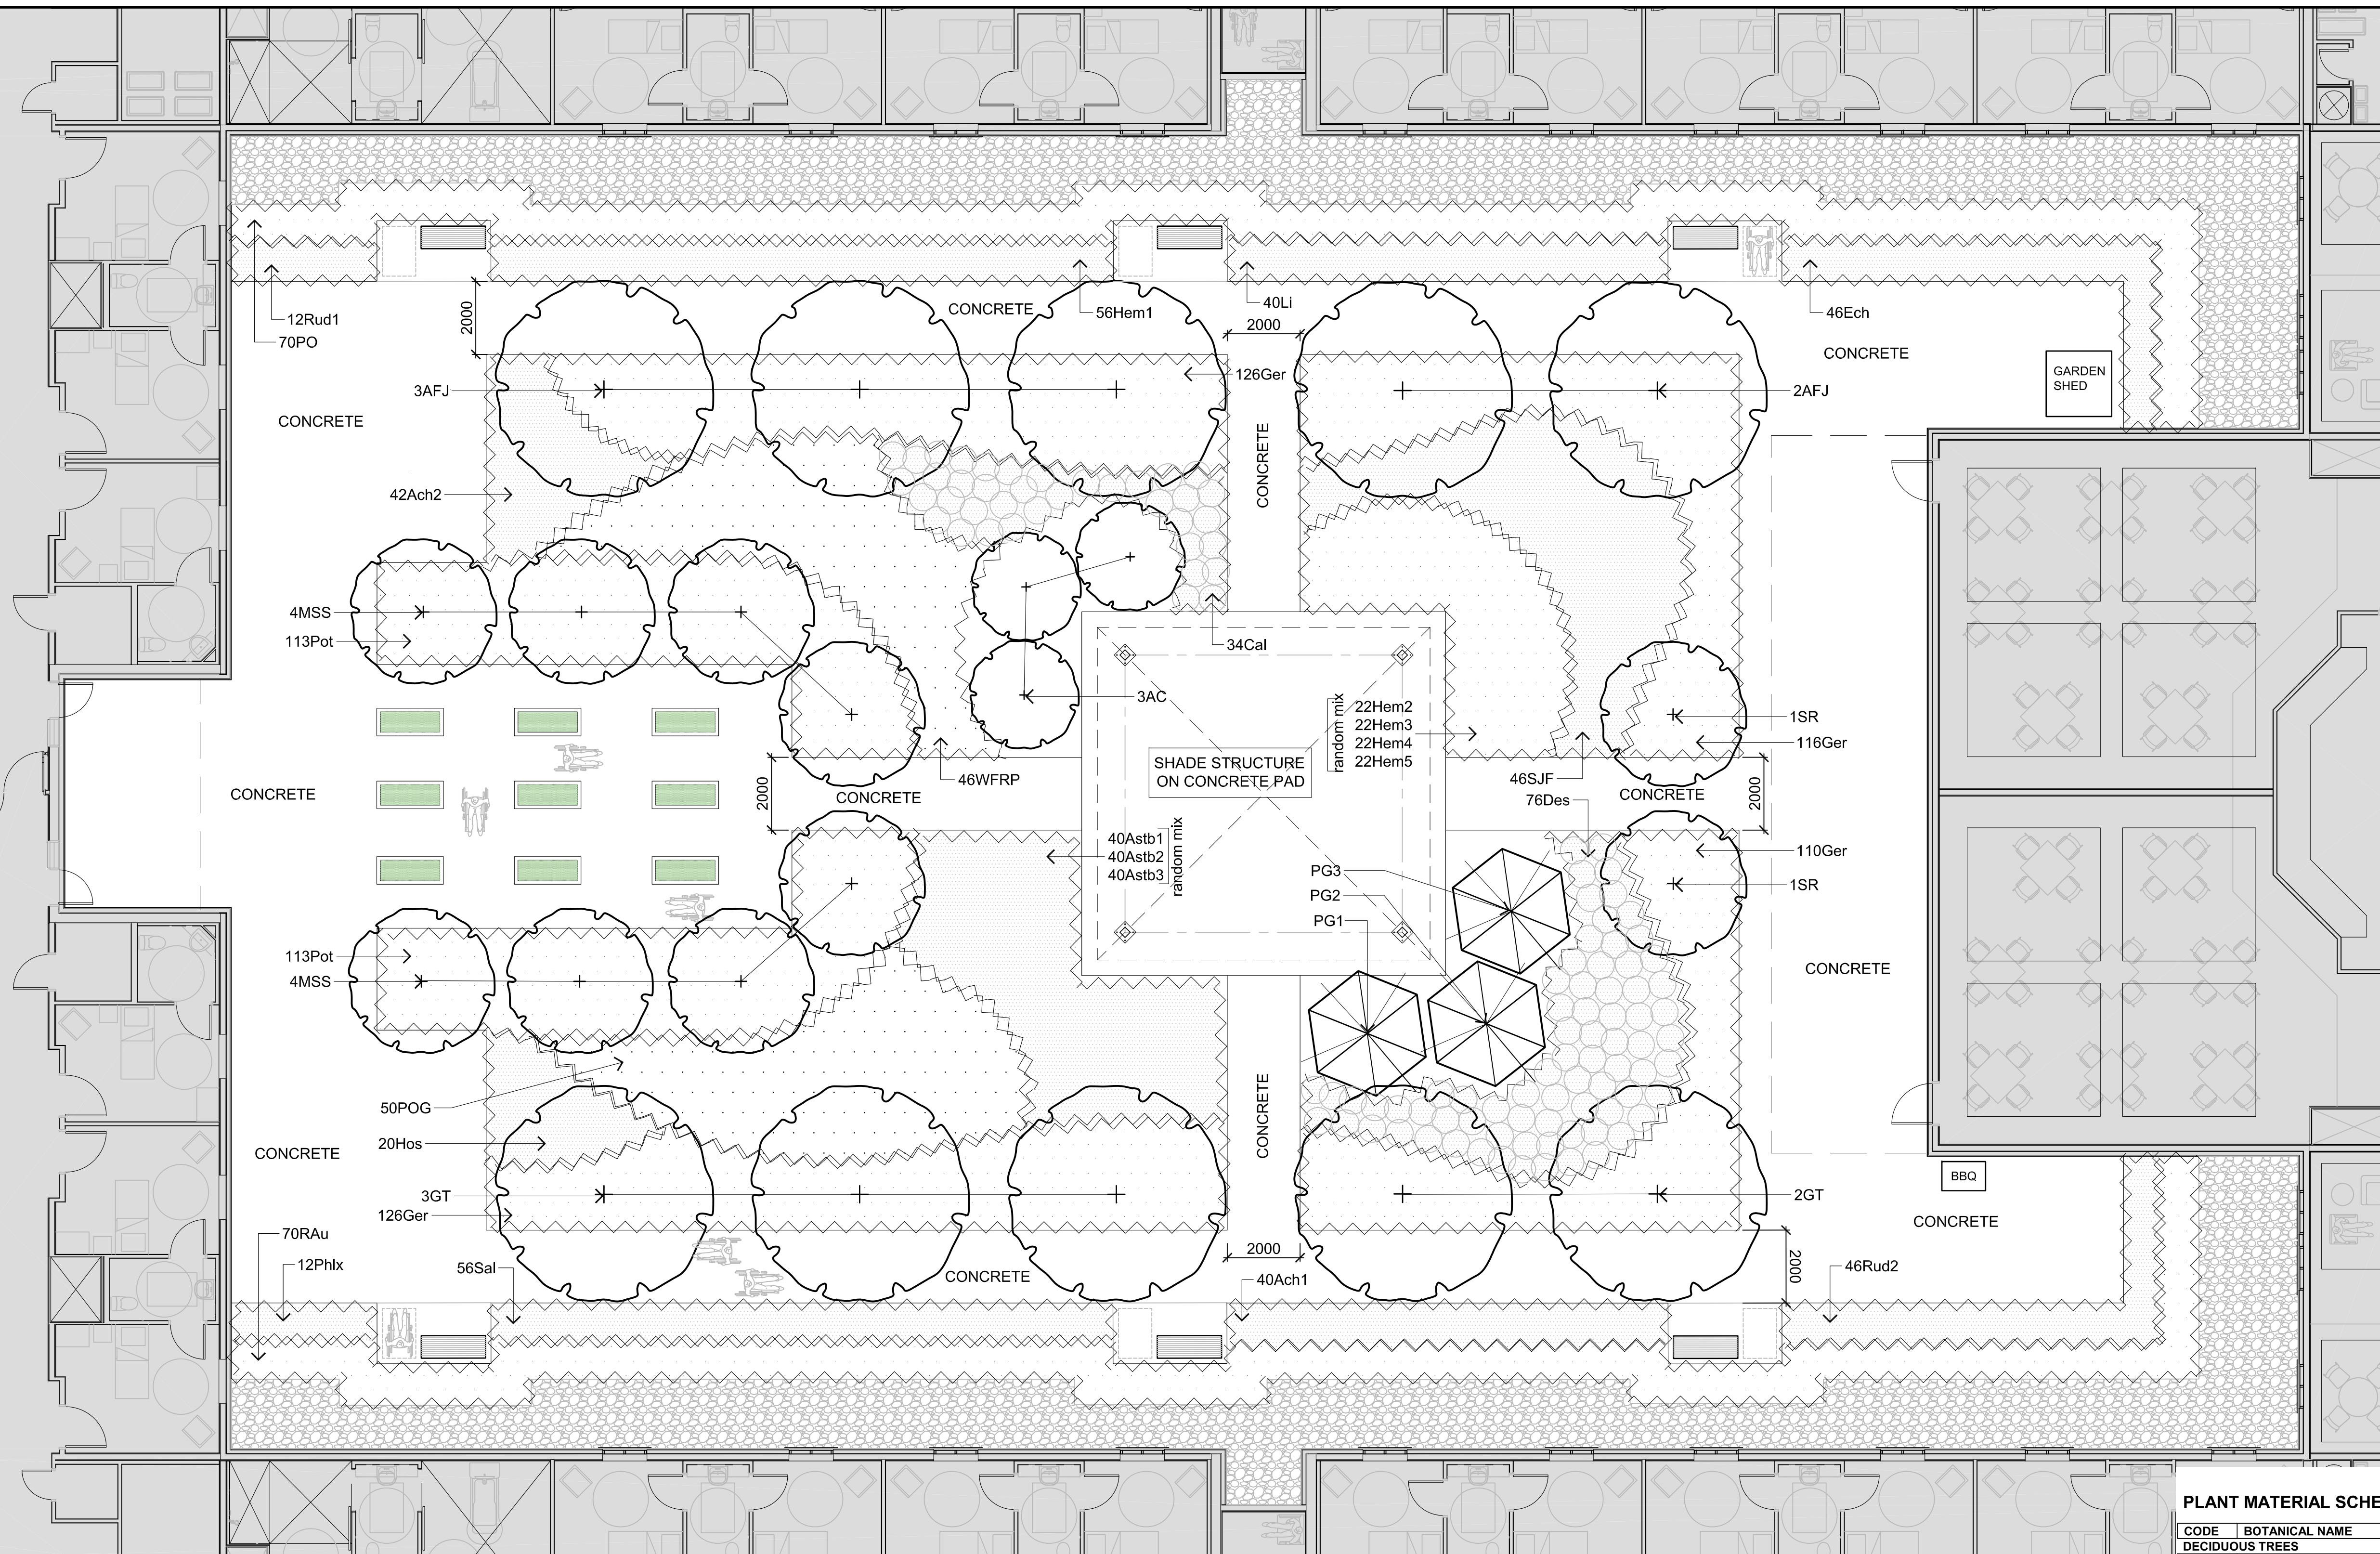 12Rud1
70PO
2000
CONCRETE
56Hem1
40Li
2000
46Ech
CONCRETE
GARDEN
SHED
3AFJ
126Ger
2AFJ
CONCRETE
CONCRETE
42Ach2
4MSS
113Pot
34Cal
3AC
random mix
22Hem2
22Hem3
22Hem4
22Hem5
1SR
116Ger
SHADE STRUCTURE
ON CONCRETE PAD
46WFRP
46SJF
76Des
CONCRETE
2000
CONCRETE
CONCRETE
2000
40Astb1
40Astb2
40Astb3
random mix
110Ger
1SR
PG3
PG2
PG1
113Pot
4MSS
CONCRETE
50POG
20Hos
CONCRETE
CONCRETE
BBQ
3GT
126Ger
2GT
CONCRETE
70RAu
12Phlx
56Sal
CONCRETE
2000
40Ach1
2000
46Rud2
PLANT MATERIAL SCHE
CODE BOTANICAL NAME
DECIDUOUS TREES